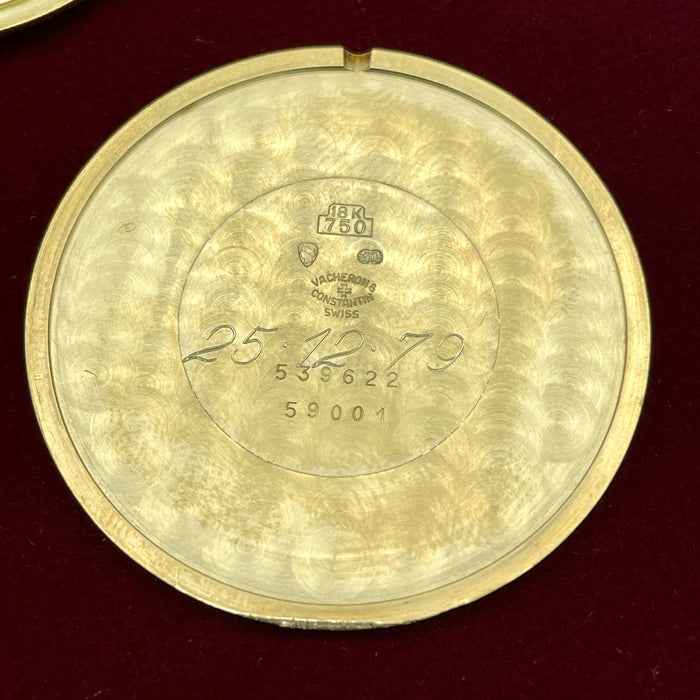 18K
750
VACHERON &
CONSTANTIN
SWISS
25·12·79
539622
59001